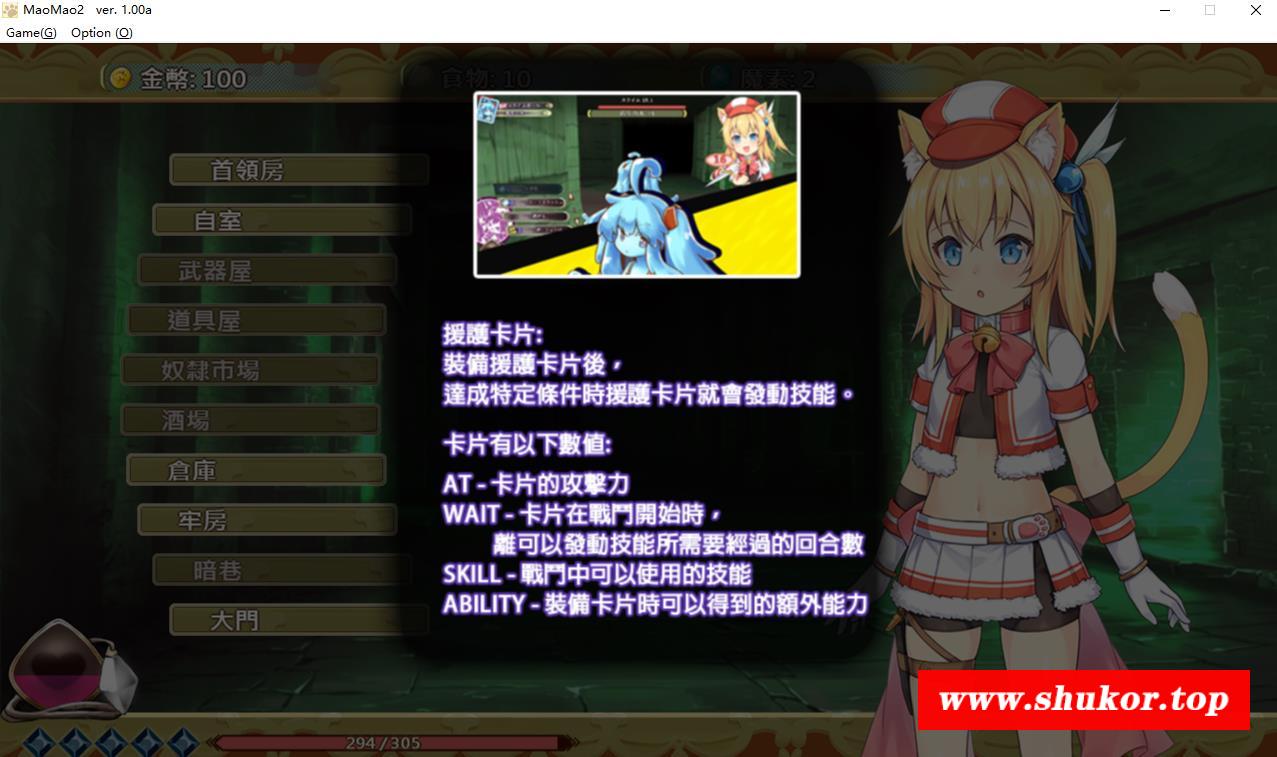 MaoMao2 ver. 1.00a
Game(G) Option (O)
金幣: 100
食物: 10
魔素: 2
首領房
自室
武器屋
道具屋
奴隸市場
酒場
倉庫
牢房
暗巷
大門
16
援護卡片:
裝備援護卡片後，
達成特定條件時援護卡片就會發動技能。
卡片有以下數值:
AT - 卡片的攻擊力
WAIT - 卡片在戰鬥開始時，
離可以發動技能所需要經過的回合數
SKILL - 戰鬥中可以使用的技能
ABILITY - 裝備卡片時可以得到的額外能力
294/305
www.shukor.top